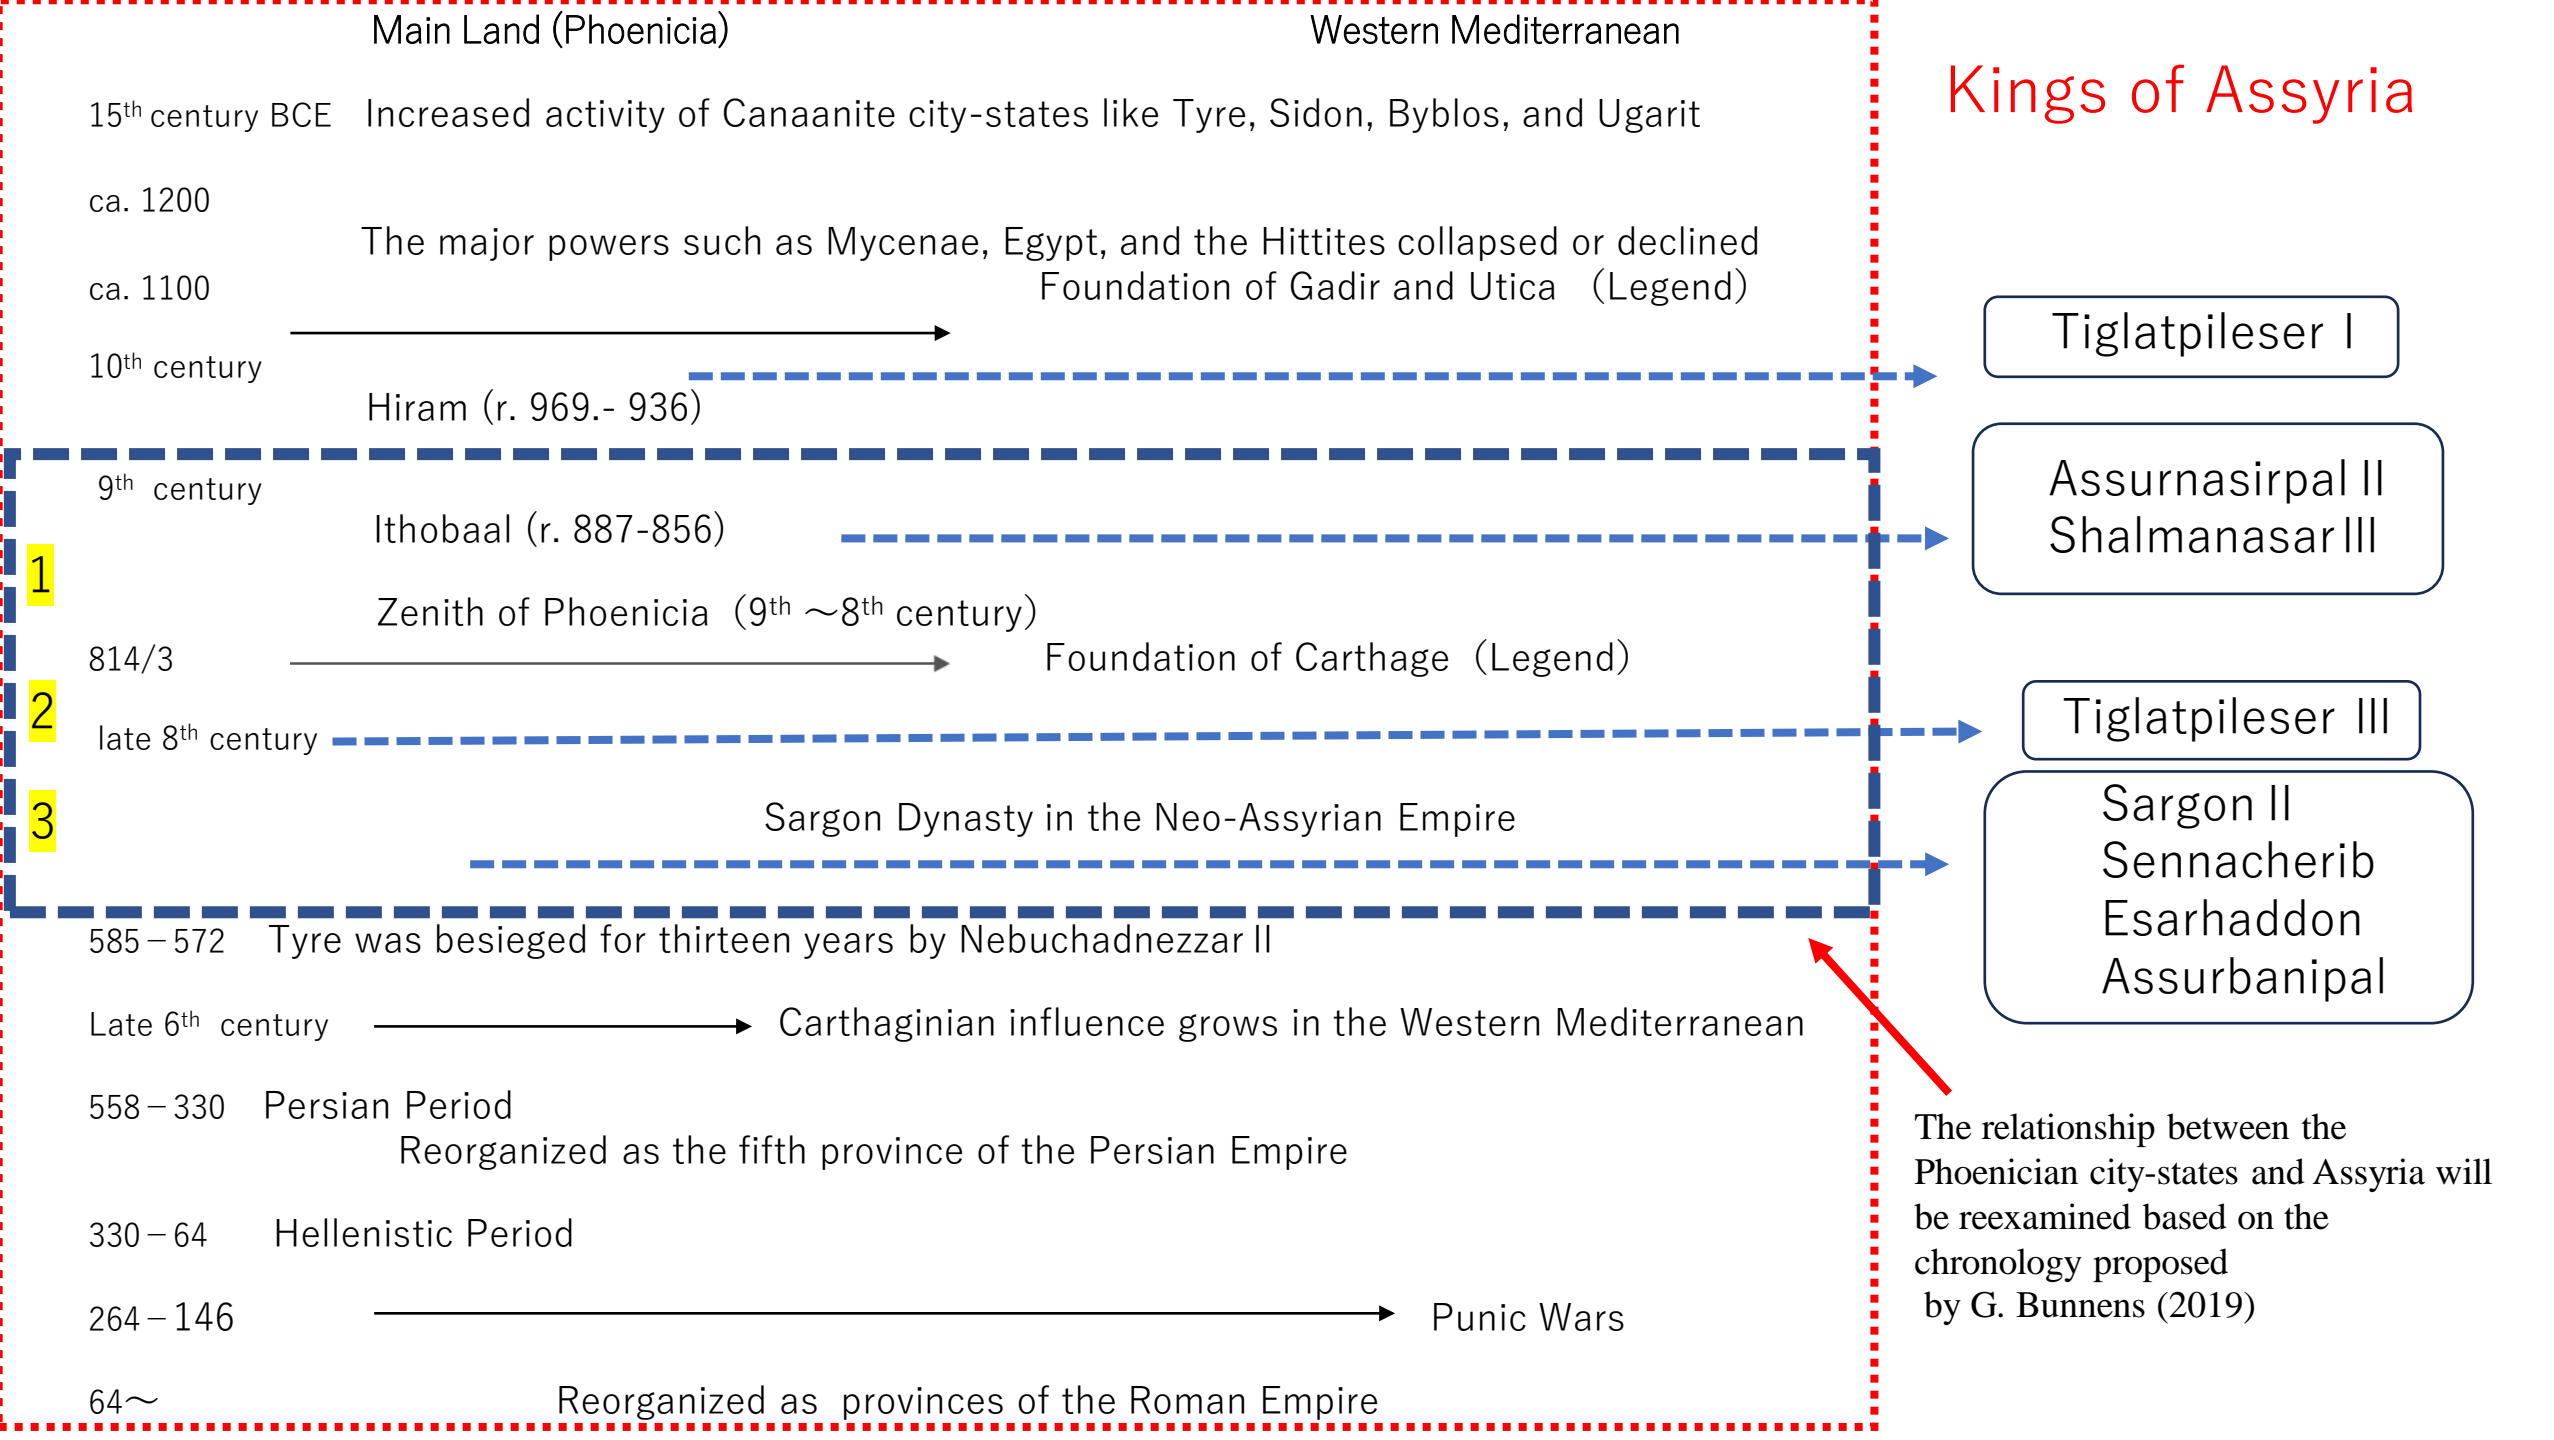 Main Land (Phoenicia)
Western Mediterranean
Kings of Assyria
15th century BCE Increased activity of Canaanite city-states like Tyre, Sidon, Byblos, and Ugarit
ca. 1200
The major powers such as Mycenae, Egypt, and the Hittites collapsed or declined
ca. 1100
Foundation of Gadir and Utica （Legend）
Tiglatpileser I
10th century
Hiram (r. 969.- 936)
9th century
Assurnasirpal II
Shalmanasar III
Ithobaal (r. 887-856)
1
Zenith of Phoenicia（9th ～8th century）
814/3
Foundation of Carthage（Legend）
2
late 8th century
Tiglatpileser III
3
Sargon Dynasty in the Neo-Assyrian Empire
Sargon II
Sennacherib
Esarhaddon
Assurbanipal
585－572 Tyre was besieged for thirteen years by Nebuchadnezzar II
Late 6th century
Carthaginian influence grows in the Western Mediterranean
558－330 Persian Period
Reorganized as the fifth province of the Persian Empire
330－64 Hellenistic Period
264－146
Punic Wars
64～
Reorganized as provinces of the Roman Empire
The relationship between the
Phoenician city-states and Assyria will
be reexamined based on the
chronology proposed
by G. Bunnens (2019)